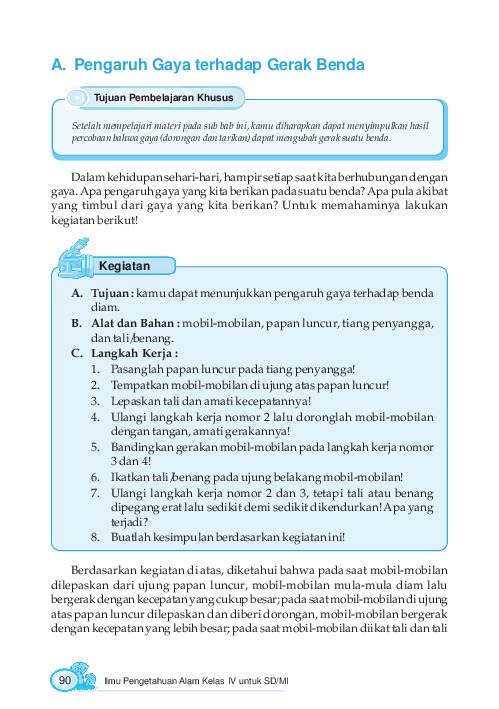 A. Pengaruh Gaya terhadap Gerak Benda
Tujuan Pembelajaran Khusus
Setelah mempelajari materi pada sub bab ini, kamu diharapkan dapat menyimpulkan hasil
percobaan bahwa gaya (dorongan dan tarikan) dapat mengubah gerak suatu benda.
Dalam kehidupan sehari-hari, hampir setiap saat kita berhubungan dengan
gaya. Apa pengaruh gaya yang kita berikan pada suatu benda? Apa pula akibat
yang timbul dari gaya yang kita berikan? Untuk memahaminya lakukan
kegiatan berikut!
Kegiatan
A. Tujuan : kamu dapat menunjukkan pengaruh gaya terhadap benda
diam.
B. Alat dan Bahan : mobil-mobilan, papan luncur, tiang penyangga,
dan tali/benang.
C. Langkah Kerja :
1. Pasanglah papan luncur pada tiang penyangga!
2. Tempatkan mobil-mobilan di ujung atas papan luncur!
3. Lepaskan tali dan amati kecepatannya!
4. Ulangi langkah kerja nomor 2 lalu doronglah mobil-mobilan
dengan tangan, amati gerakannya!
5. Bandingkan gerakan mobil-mobilan pada langkah kerja nomor
3 dan 4!
6. Ikatkan tali/benang pada ujung belakang mobil-mobilan!
7. Ulangi langkah kerja nomor 2 dan 3, tetapi tali atau benang
dipegang erat lalu sedikit demi sedikit dikendurkan! Apa yang
terjadi?
8. Buatlah kesimpulan berdasarkan kegiatan ini!
Berdasarkan kegiatan di atas, diketahui bahwa pada saat mobil-mobilan
dilepaskan dari ujung papan luncur, mobil-mobilan mula-mula diam lalu
bergerak dengan kecepatan yang cukup besar; pada saat mobil-mobilan di ujung
atas papan luncur dilepaskan dan diberi dorongan, mobil-mobilan bergerak
dengan kecepatan yang lebih besar; pada saat mobil-mobilan diikat tali dan tali
90 Ilmu Pengetahuan Alam Kelas IV untuk SD/MI